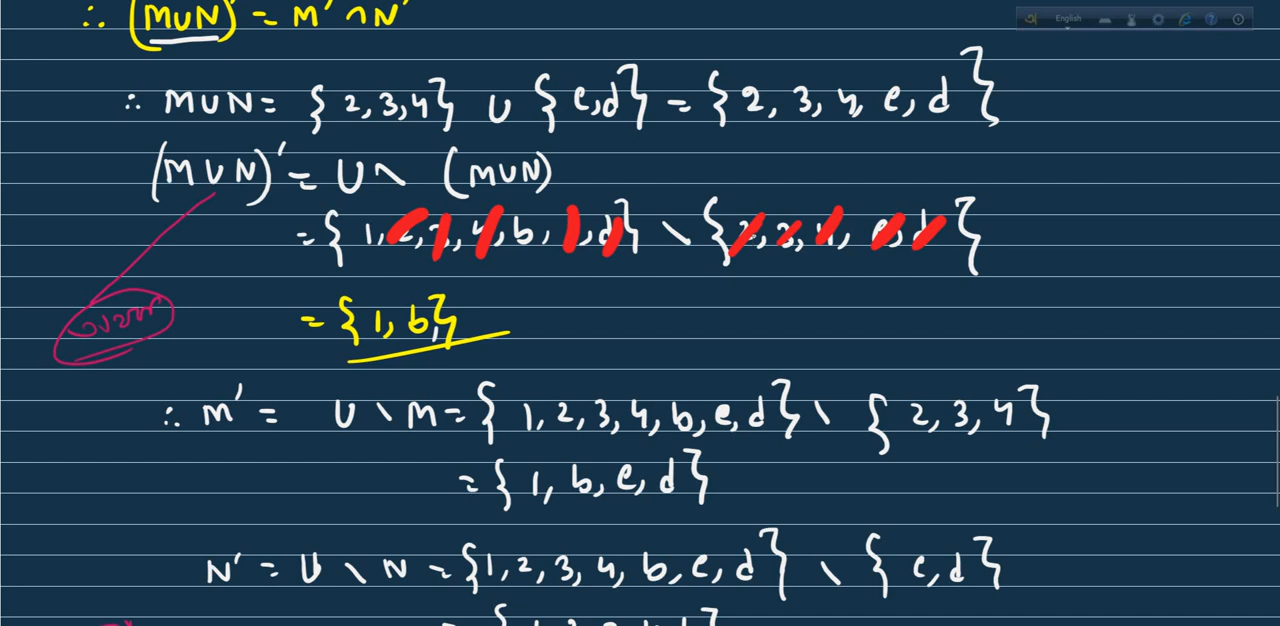 ∴ (M∪N)′ = M′ ∩ N′
English
∴ M∪N = { 2, 3, 4} ∪ { e, d} = { 2, 3, 4, e, d }
(M∪N)′ = U \ (M∪N)
= { 1, 2, 3, 4, b, e, d} \ { 2, 3, 4, e, d }
= { 1, b, }
∴ M′ = U \ M = { 1, 2, 3, 4, b, e, d} \ { 2, 3, 4}
= { 1, b, e, d}
N′ = U \ N = {1, 2, 3, 4, b, e, d} \ { e, d}